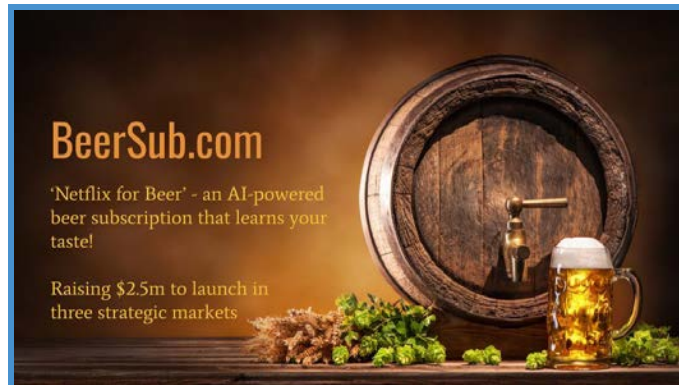 BeerSub.com
‘Netflix for Beer’ - an AI-powered
beer subscription that learns your
taste!
Raising $2.5m to launch in
three strategic markets